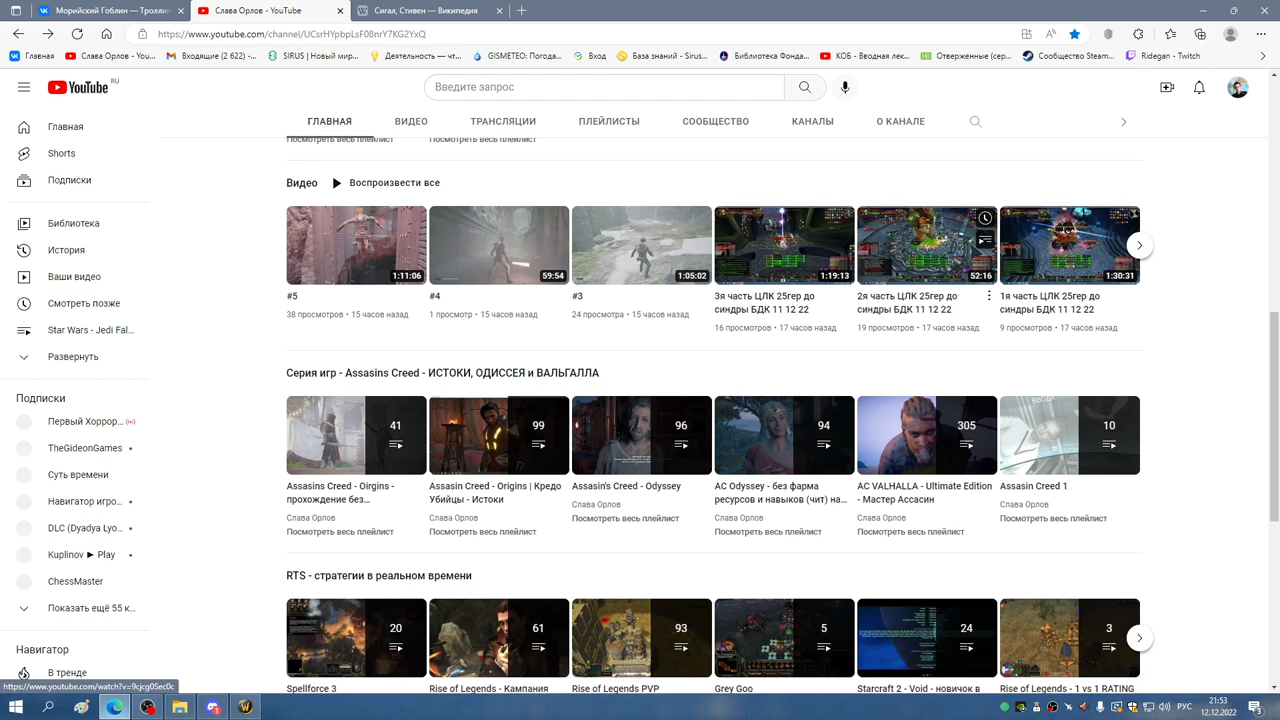 Морийский Гоблин — Троллин
Слава Орлов - YouTube
Сигал, Стивен — Википедия
https://www.youtube.com/channel/UCsrHYpbpLsF08nrY7KG2YxQ
Главная
Слава Орлов - You...
Входящие (2 622) -...
SIRUS | Новый мир...
Деятельность — чт...
GISMETEO: Погода...
Вход
База знаний - Sirus...
Библиотека Фонда...
КОБ - Вводная лек...
Отверженные (сер...
Сообщество Steam...
Ridegan - Twitch
YouTube RU
Введите запрос
ГЛАВНАЯ
ВИДЕО
ТРАНСЛЯЦИИ
ПЛЕЙЛИСТЫ
СООБЩЕСТВО
КАНАЛЫ
О КАНАЛЕ
Главная
Shorts
Подписки
Библиотека
История
Ваши видео
Смотреть позже
Star Wars - Jedi Fal...
Развернуть
Подписки
Первый Хоррор...
TheGideonGames
Суть времени
Навигатор игро...
DLC (Dyadya Lyo...
Kuplinov ► Play
ChessMaster
Показать ещё 55 к...
Навигатор
В тренде
Посмотреть весь плейлист
Посмотреть весь плейлист
Видео
Воспроизвести все
1:11:06
59:54
1:05:02
1:19:13
52:16
1:30:31
#5
38 просмотров • 15 часов назад
#4
1 просмотр • 15 часов назад
#3
24 просмотра • 15 часов назад
3я часть ЦЛК 25гер до
синдры БДК 11 12 22
16 просмотров • 17 часов назад
2я часть ЦЛК 25гер до
синдры БДК 11 12 22
19 просмотров • 17 часов назад
1я часть ЦЛК 25гер до
синдры БДК 11 12 22
9 просмотров • 17 часов назад
Серия игр - Assasins Creed - ИСТОКИ, ОДИССЕЯ и ВАЛЬГАЛЛА
41
99
96
94
305
10
Assasins Creed - Oirgins -
прохождение без...
Слава Орлов
Посмотреть весь плейлист
Assasin Creed - Origins | Кредо
Убийцы - Истоки
Слава Орлов
Посмотреть весь плейлист
Assasin's Creed - Odyssey
Слава Орлов
Посмотреть весь плейлист
AC Odyssey - без фарма
ресурсов и навыков (чит) на...
Слава Орлов
Посмотреть весь плейлист
AC VALHALLA - Ultimate Edition
- Мастер Ассасин
Слава Орлов
Посмотреть весь плейлист
Assasin Creed 1
Слава Орлов
Посмотреть весь плейлист
RTS - стратегии в реальном времени
20
61
93
5
24
3
Spellforce 3
Rise of Legends - Кампания
Rise of Legends PVP
Grey Goo
Starcraft 2 - Void - новичок в
Rise of Legends - 1 vs 1 RATING
https://www.youtube.com/watch?v=9cjcg05ec0c
РУС
21:53
12.12.2022